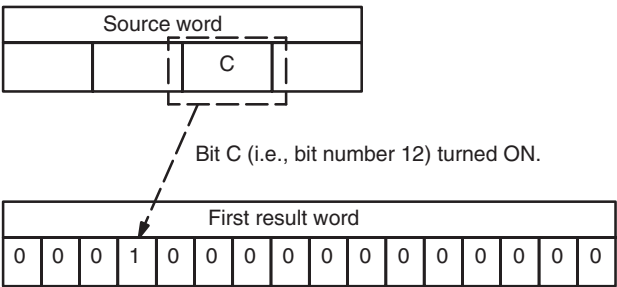 Source word
C
Bit C (i.e., bit number 12) turned ON.
First result word
0 0 0 1 0 0 0 0 0 0 0 0 0 0 0 0